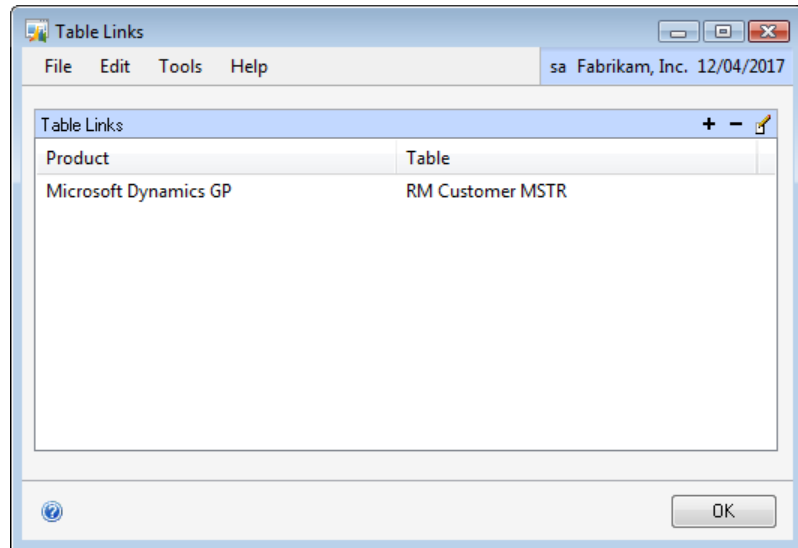 Table Links
File Edit Tools Help sa Fabrikam, Inc. 12/04/2017
Table Links
Product Table
Microsoft Dynamics GP RM Customer MSTR
OK